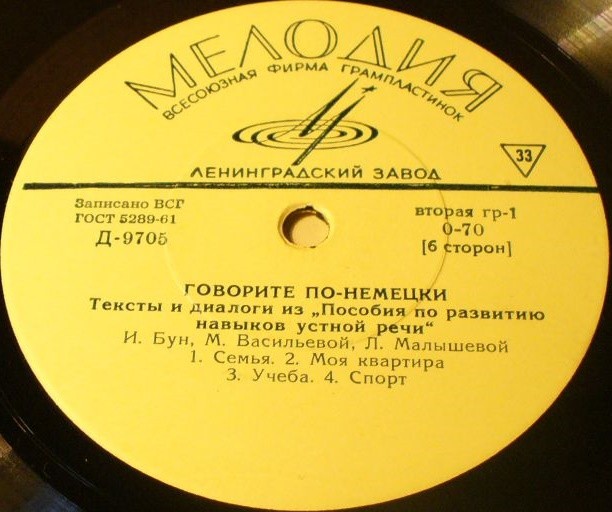 МЕЛОДИЯ
ВСЕСОЮЗНАЯ ФИРМА ГРАМПЛАСТИНОК
ЛЕНИНГРАДСКИЙ ЗАВОД
33
Записано ВСГ
ГОСТ 5289-61
Д-9705
вторая гр-1
0-70
[6 сторон]
ГОВОРИТЕ ПО-НЕМЕЦКИ
Тексты и диалоги из „Пособия по развитию
навыков устной речи“
И. Бун, М. Васильевой, Л. Малышевой
1. Семья. 2. Моя квартира
3. Учеба. 4. Спорт